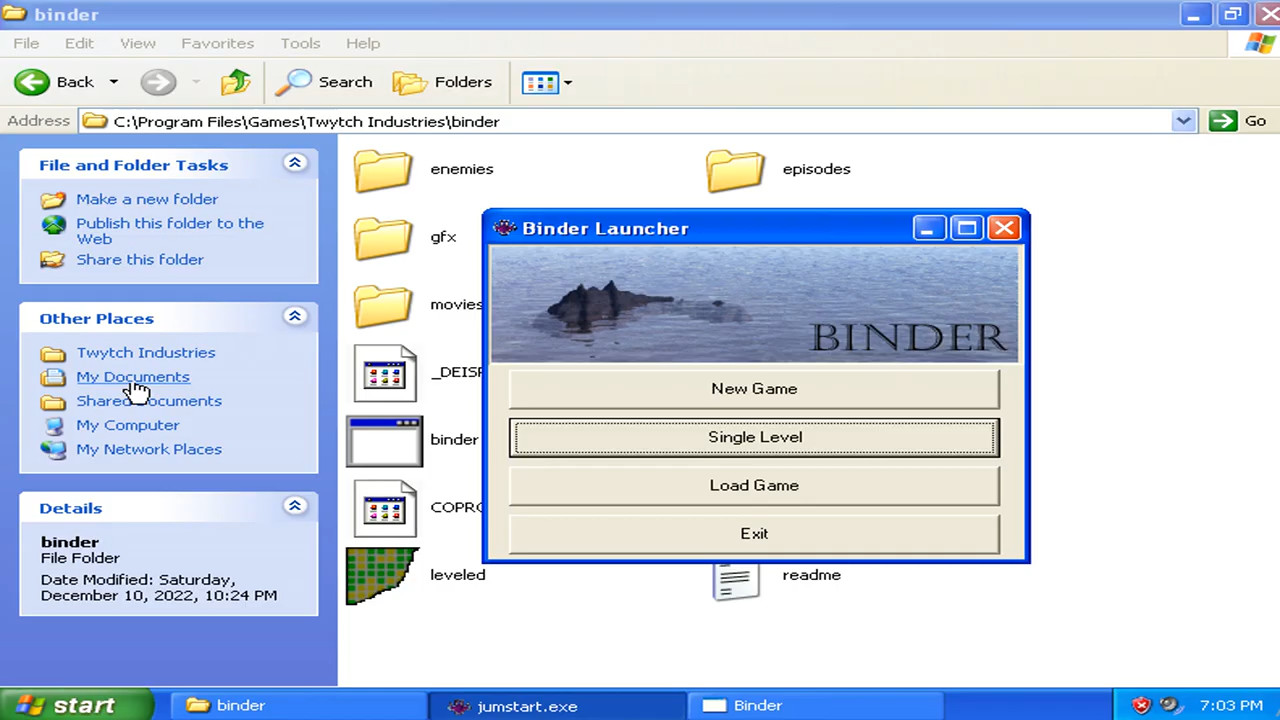 binder
File Edit View Favorites Tools Help
Back Search Folders
Address C:\Program Files\Games\Twytch Industries\binder Go
File and Folder Tasks
Make a new folder
Publish this folder to the
Web
Share this folder
Other Places
Twytch Industries
My Documents
Shared Documents
My Computer
My Network Places
Details
binder
File Folder
Date Modified: Saturday,
December 10, 2022, 10:24 PM
enemies
episodes
gfx
movies
_DEISP
binder
COPRO
leveled
readme
Binder Launcher
BINDER
New Game
Single Level
Load Game
Exit
start binder jumstart.exe Binder 7:03 PM